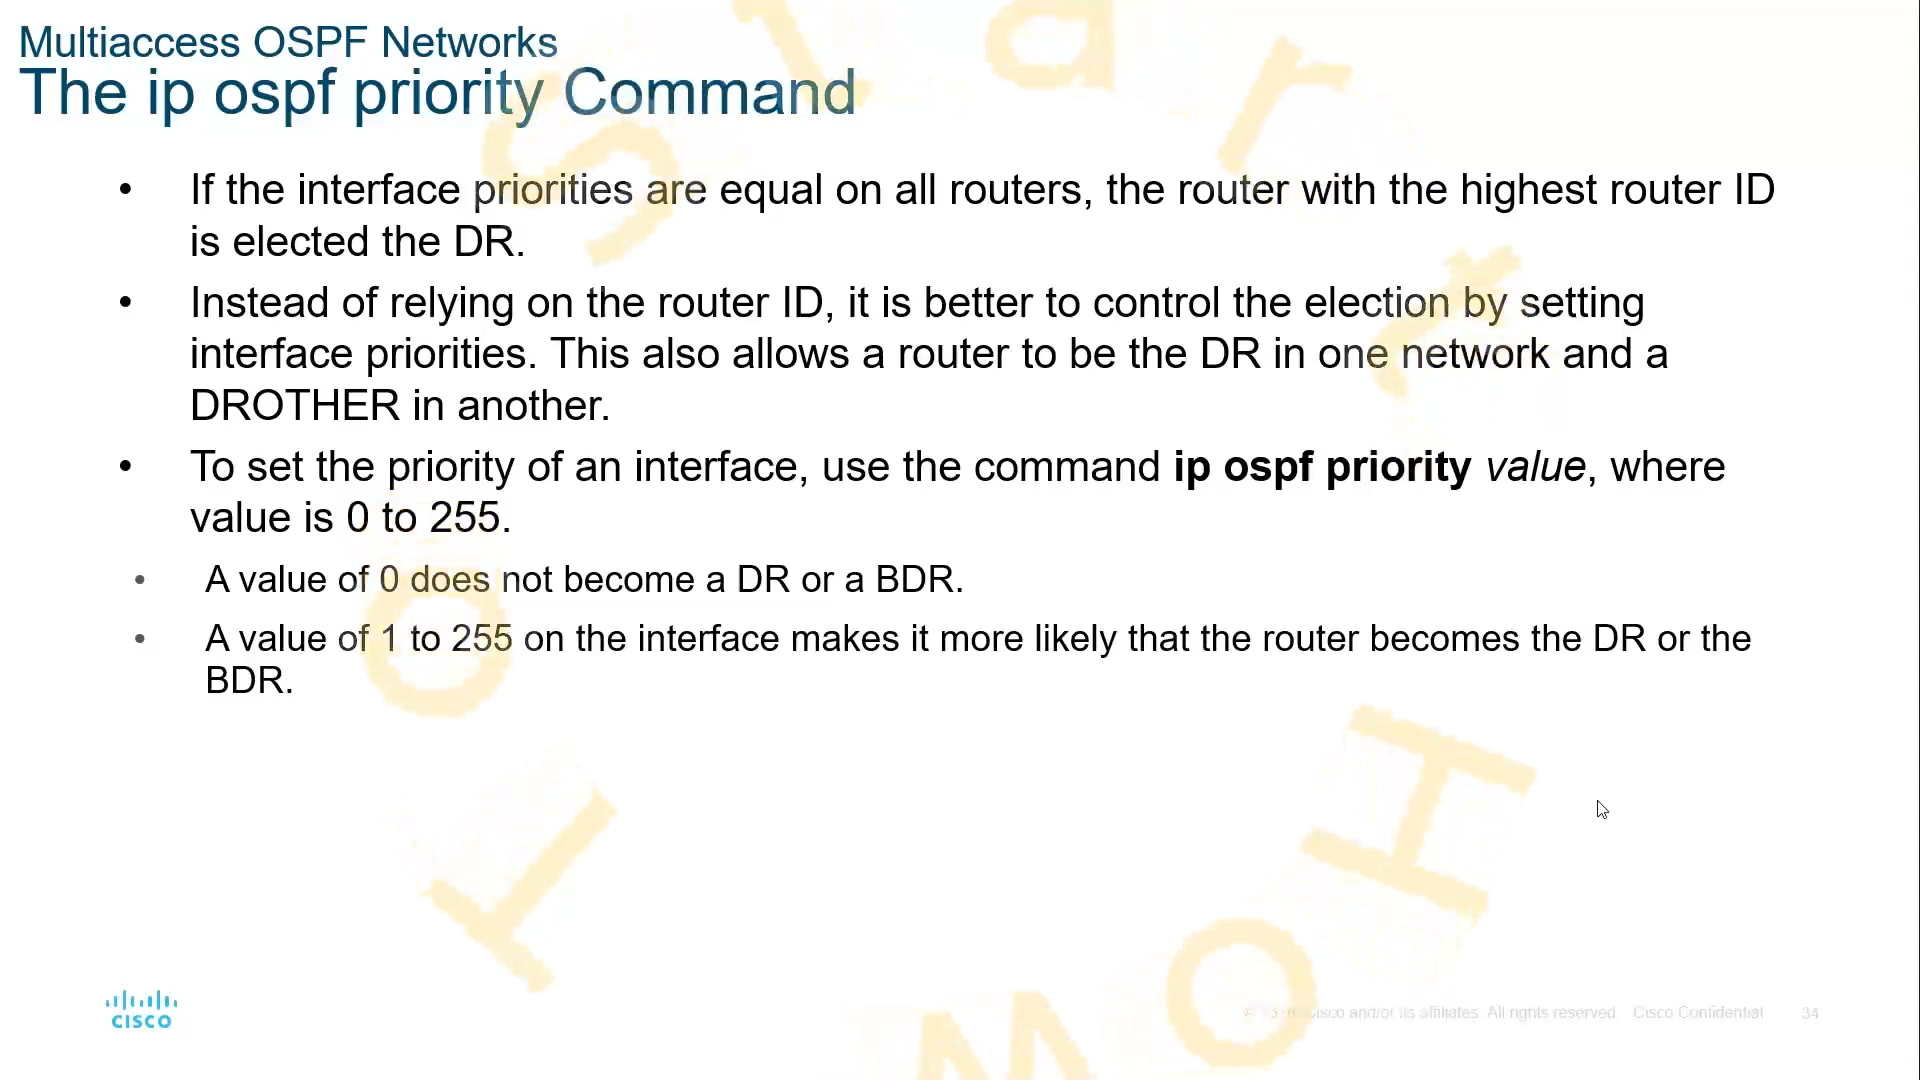 Multiaccess OSPF Networks
The ip ospf priority Command
• If the interface priorities are equal on all routers, the router with the highest router ID
is elected the DR.
• Instead of relying on the router ID, it is better to control the election by setting
interface priorities. This also allows a router to be the DR in one network and a
DROTHER in another.
• To set the priority of an interface, use the command ip ospf priority value, where
value is 0 to 255.
• A value of 0 does not become a DR or a BDR.
• A value of 1 to 255 on the interface makes it more likely that the router becomes the DR or the
BDR.
CISCO
© Cisco and/or its affiliates. All rights reserved. Cisco Confidential 34
How To Start